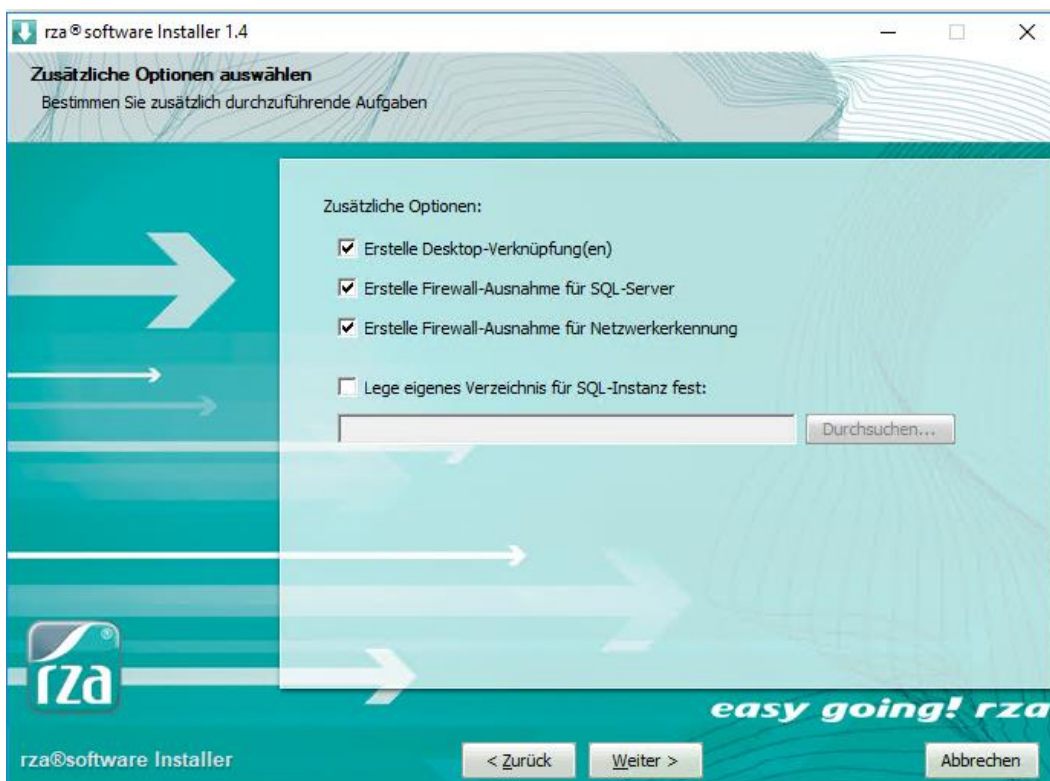 rza® software Installer 1.4
Zusätzliche Optionen auswählen
Bestimmen Sie zusätzlich durchzuführende Aufgaben
Zusätzliche Optionen:
Erstelle Desktop-Verknüpfung(en)
Erstelle Firewall-Ausnahme für SQL-Server
Erstelle Firewall-Ausnahme für Netzwerkerkennung
Lege eigenes Verzeichnis für SQL-Instanz fest:
Durchsuchen...
rza®
easy going! rza
rza®software Installer
< Zurück
Weiter >
Abbrechen